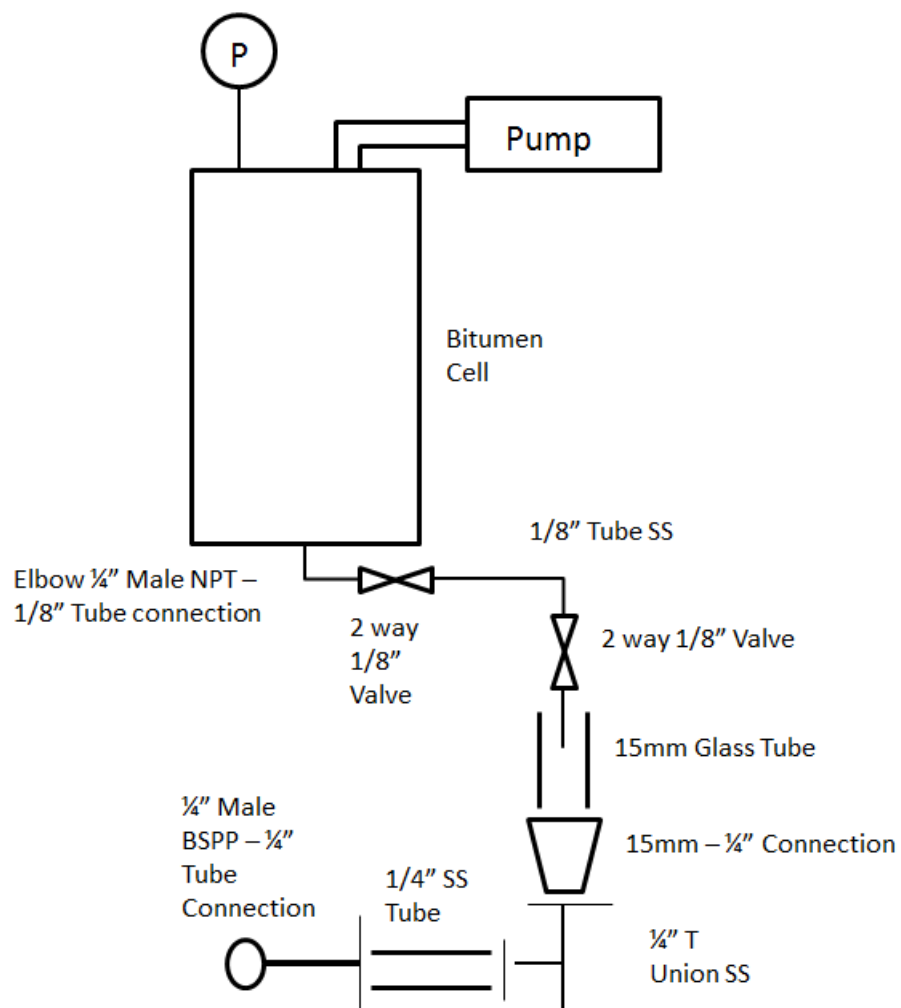 P
Pump
Bitumen
Cell
1/8” Tube SS
Elbow ¼” Male NPT –
1/8” Tube connection
2 way
1/8”
Valve
2 way 1/8” Valve
15mm Glass Tube
¼” Male
BSPP – ¼”
Tube
Connection
1/4” SS
Tube
15mm – ¼” Connection
¼” T
Union SS